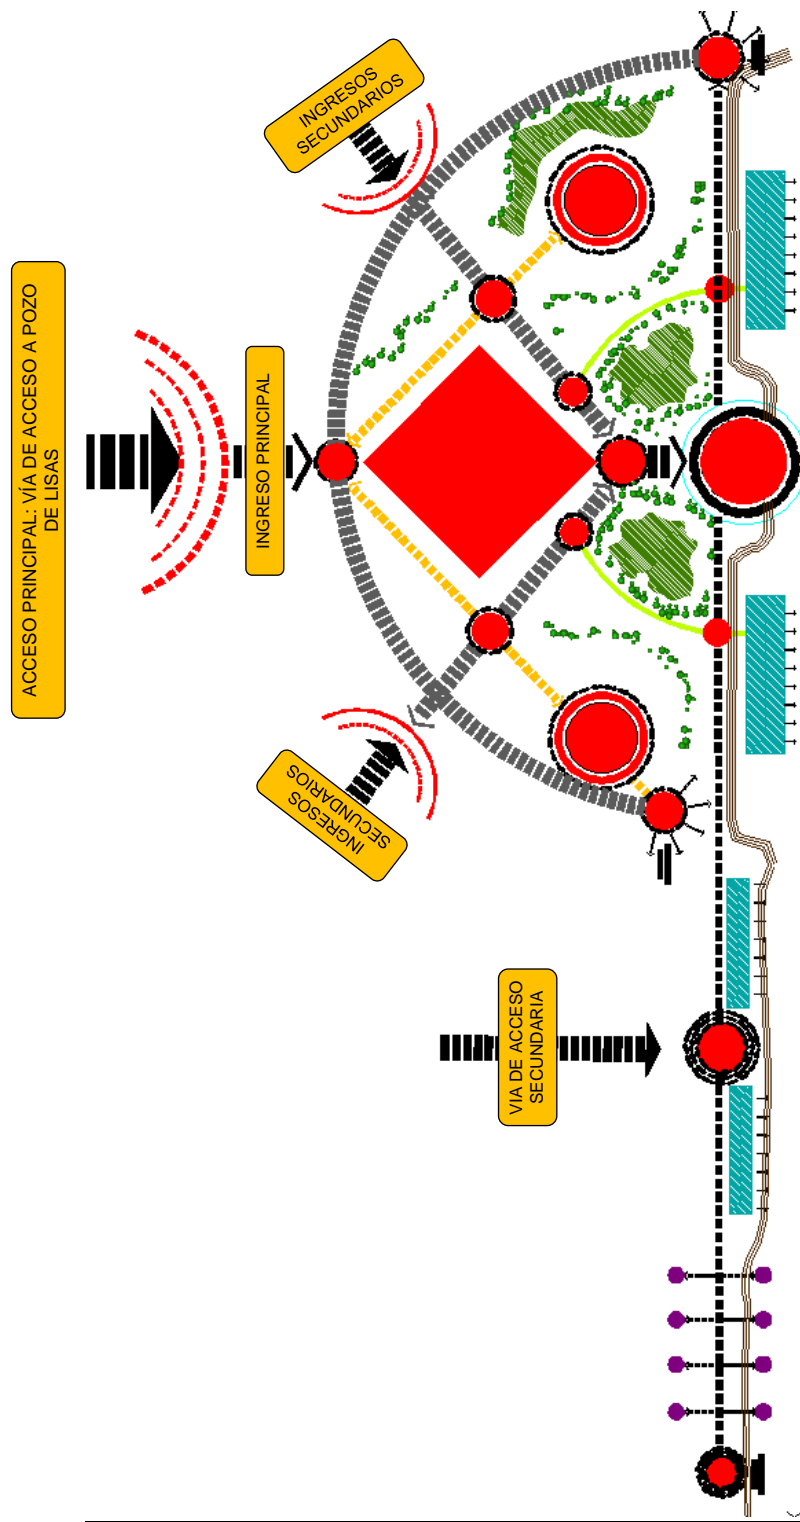 INGRESOS
SECUNDARIOS
ACCESO PRINCIPAL: VÍA DE ACCESO A POZO
DE LISAS
INGRESO PRINCIPAL
INGRESOS
SECUNDARIOS
VIA DE ACCESO
SECUNDARIA